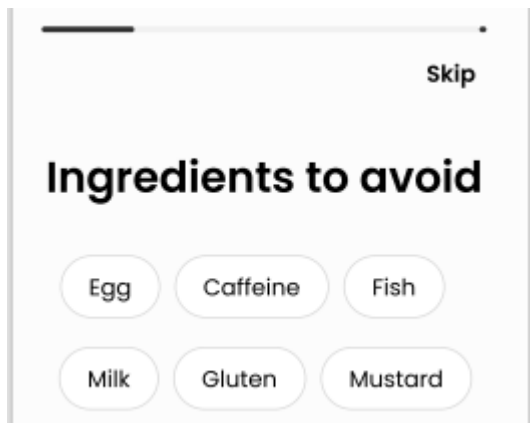 Skip
Ingredients to avoid
Egg Caffeine Fish
Milk Gluten Mustard